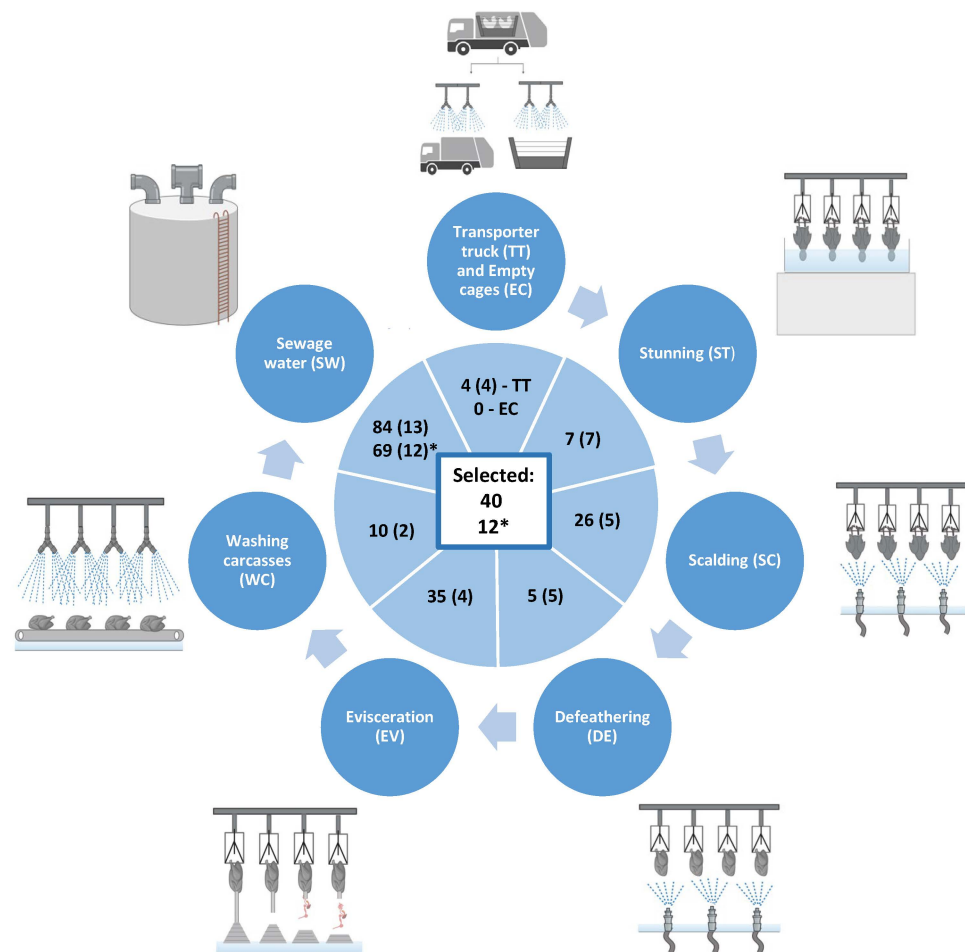 Transporter
truck (TT)
and Empty
cages (EC)
Stunning (ST)
Scalding (SC)
Defeathering
(DE)
Evisceration
(EV)
Washing
carcasses
(WC)
Sewage
water (SW)
4 (4) - TT
0 - EC
7 (7)
26 (5)
5 (5)
35 (4)
10 (2)
84 (13)
69 (12)*
Selected:
40
12*